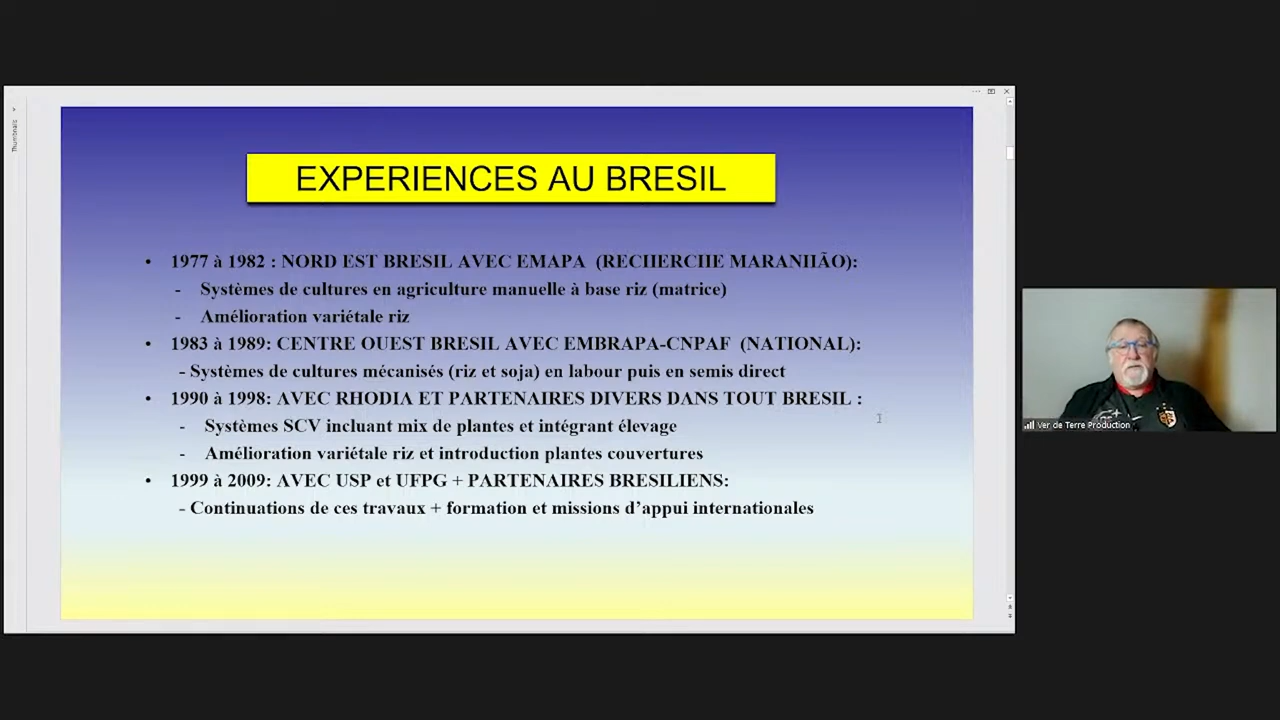 Thumbnails
EXPERIENCES AU BRESIL
• 1977 à 1982 : NORD EST BRESIL AVEC EMAPA (RECHERCHE MARANHÃO):
- Systèmes de cultures en agriculture manuelle à base riz (matrice)
- Amélioration variétale riz
• 1983 à 1989: CENTRE OUEST BRESIL AVEC EMBRAPA-CNPAF (NATIONAL):
- Systèmes de cultures mécanisés (riz et soja) en labour puis en semis direct
• 1990 à 1998: AVEC RHODIA ET PARTENAIRES DIVERS DANS TOUT BRESIL :
- Systèmes SCV incluant mix de plantes et intégrant élevage
- Amélioration variétale riz et introduction plantes couvertures
• 1999 à 2009: AVEC USP et UFPG + PARTENAIRES BRESILIENS:
- Continuations de ces travaux + formation et missions d’appui internationales
Ver de Terre Production